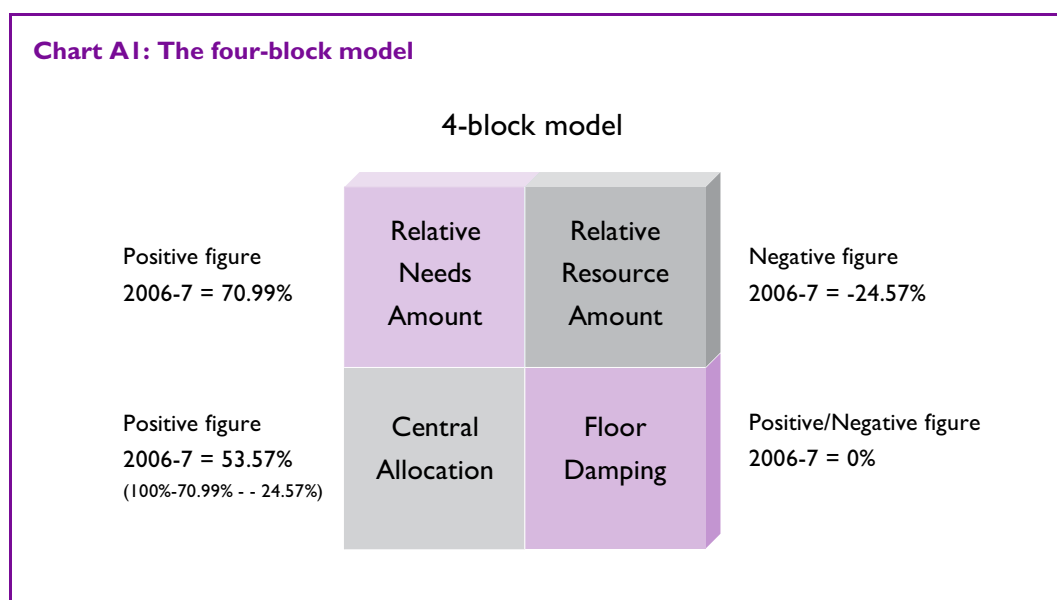 Chart A1: The four-block model
4-block model
Positive figure
2006-7 = 70.99%
Relative
Needs
Amount
Relative
Resource
Amount
Negative figure
2006-7 = -24.57%
Positive figure
2006-7 = 53.57%
(100%-70.99% - - 24.57%)
Central
Allocation
Floor
Damping
Positive/Negative figure
2006-7 = 0%